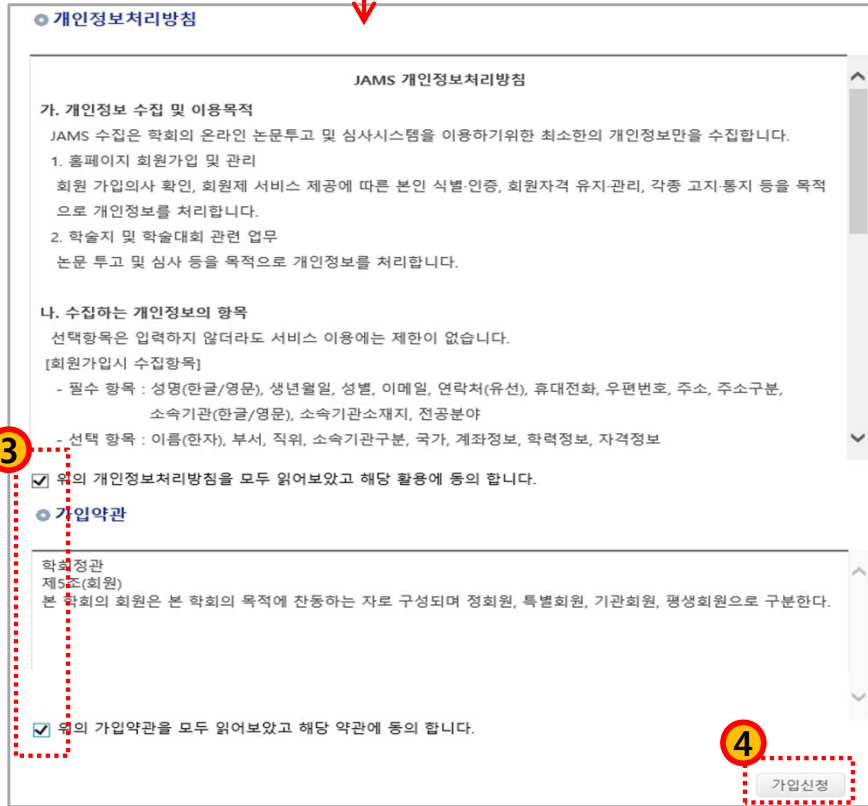 개인정보처리방침
JAMS 개인정보처리방침
가. 개인정보 수집 및 이용목적
JAMS 수집은 학회의 온라인 논문투고 및 심사시스템을 이용하기위한 최소한의 개인정보만을 수집합니다.
1. 홈페이지 회원가입 및 관리
회원 가입의사 확인, 회원제 서비스 제공에 따른 본인 식별·인증, 회원자격 유지·관리, 각종 고지·통지 등을 목적
으로 개인정보를 처리합니다.
2. 학술지 및 학술대회 관련 업무
논문 투고 및 심사 등을 목적으로 개인정보를 처리합니다.
나. 수집하는 개인정보의 항목
선택항목은 입력하지 않더라도 서비스 이용에는 제한이 없습니다.
[회원가입시 수집항목]
- 필수 항목 : 성명(한글/영문), 생년월일, 성별, 이메일, 연락처(유선), 휴대전화, 우편번호, 주소, 주소구분,
소속기관(한글/영문), 소속기관소재지, 전공분야
- 선택 항목 : 이름(한자), 부서, 직위, 소속기관구분, 국가, 계좌정보, 학력정보, 자격정보
3
위의 개인정보처리방침을 모두 읽어보았고 해당 활용에 동의 합니다.
가입약관
학회정관
제5조(회원)
본 학회의 회원은 본 학회의 목적에 찬동하는 자로 구성되며 정회원, 특별회원, 기관회원, 평생회원으로 구분한다.
위의 가입약관을 모두 읽어보았고 해당 약관에 동의 합니다.
4
가입신청